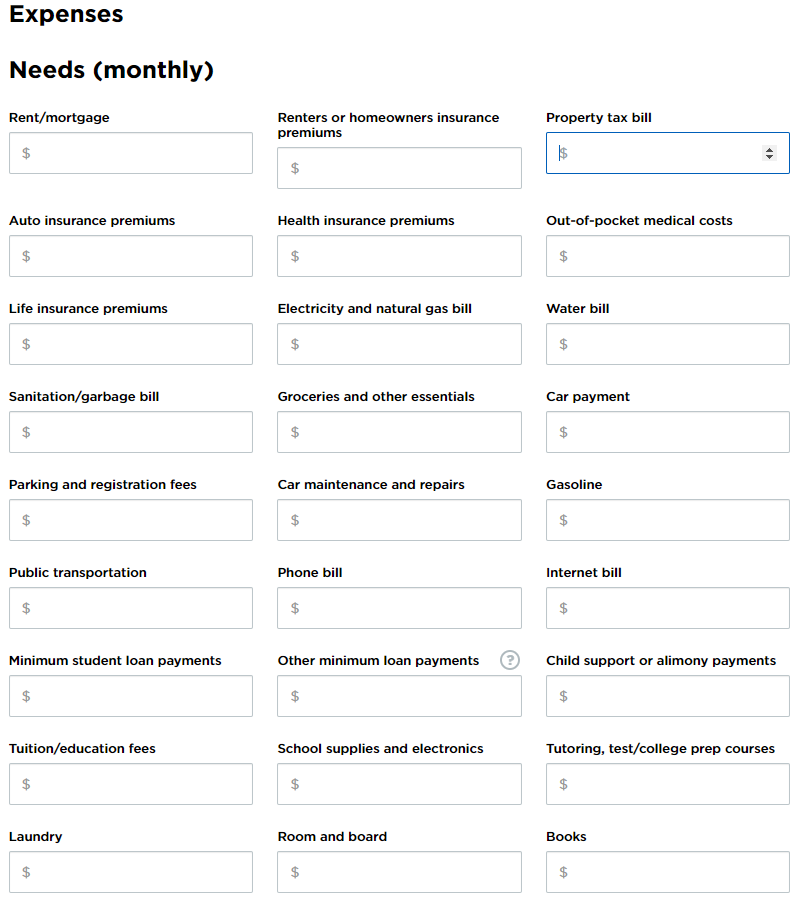 Expenses
Needs (monthly)
Rent/mortgage
Renters or homeowners insurance
premiums
Property tax bill
$
$
$
Auto insurance premiums
Health insurance premiums
Out-of-pocket medical costs
$
$
$
Life insurance premiums
Electricity and natural gas bill
Water bill
$
$
$
Sanitation/garbage bill
Groceries and other essentials
Car payment
$
$
$
Parking and registration fees
Car maintenance and repairs
Gasoline
$
$
$
Public transportation
Phone bill
Internet bill
$
$
$
Minimum student loan payments
Other minimum loan payments
?
Child support or alimony payments
$
$
$
Tuition/education fees
School supplies and electronics
Tutoring, test/college prep courses
$
$
$
Laundry
Room and board
Books
$
$
$